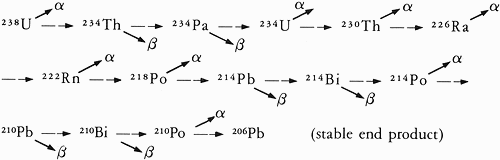 ²³⁸U α ²³⁴Th β ²³⁴Pa β ²³⁴U α ²³⁰Th α ²²⁶Ra α
²²²Rn α ²¹⁸Po α ²¹⁴Pb β ²¹⁴Bi β ²¹⁴Po α
²¹⁰Pb β ²¹⁰Bi β ²¹⁰Po α ²⁰⁶Pb (stable end product)